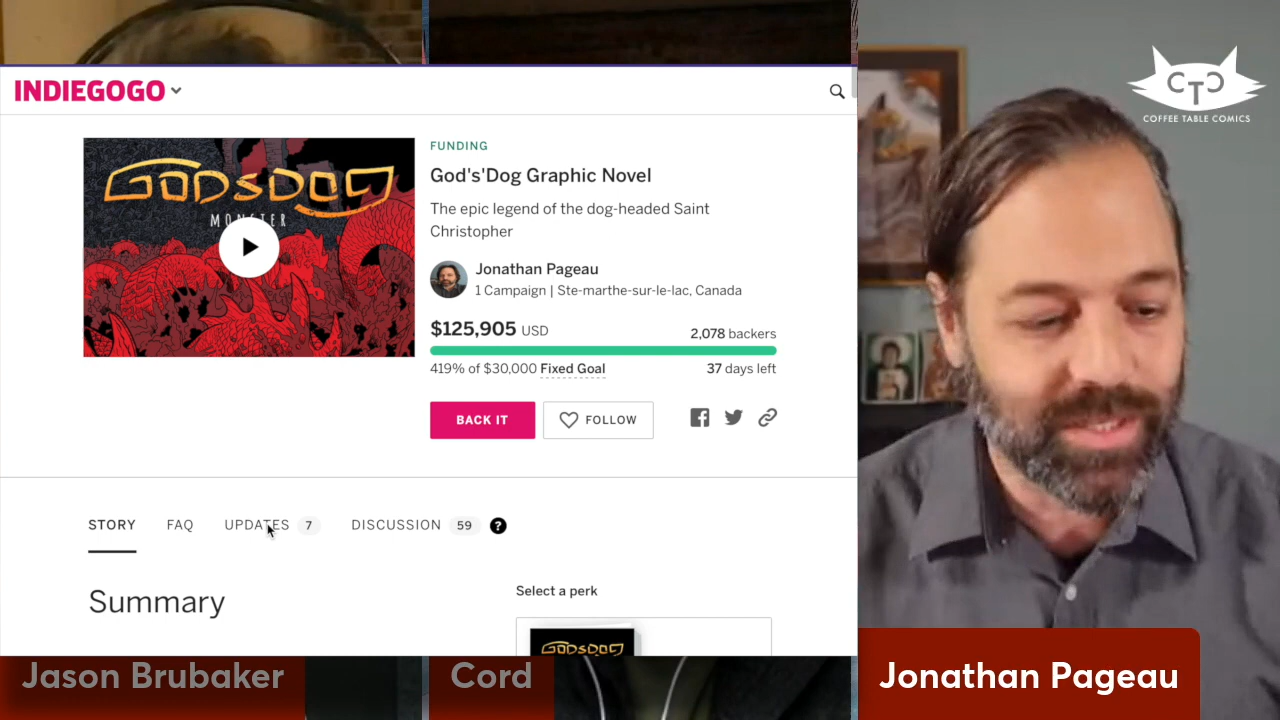 INDIEGOGO
GODSDOG
MONSTER
FUNDING
God's'Dog Graphic Novel
The epic legend of the dog-headed Saint
Christopher
Jonathan Pageau
1 Campaign | Ste-marthe-sur-le-lac, Canada
$125,905 USD
2,078 backers
419% of $30,000 Fixed Goal
37 days left
BACK IT
FOLLOW
STORY
FAQ
UPDATES 7
DISCUSSION 59 ?
Summary
Select a perk
GODSDOG
CTC
COFFEE TABLE COMICS
Jason Brubaker
Cord
Jonathan Pageau